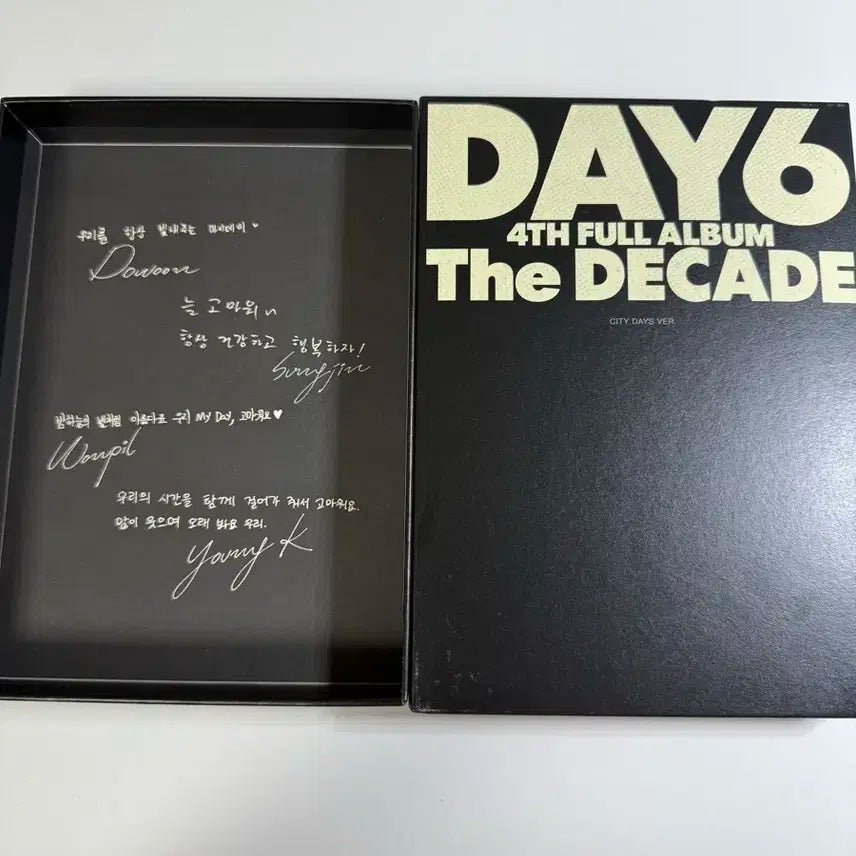 우리를 항상 빛내주는 마이데이♥
Dowoon
늘 고마워~
항상 건강하고 행복하자!
Sungjin
밤하늘의 별처럼 아름다운 우리 My Day, 고마워요♥
Wonpil
우리의 시간을 함께 걸어가 줘서 고마워요.
많이 웃으며 오래 봐요 우리.
Young K
DAY6
4TH FULL ALBUM
The DECADE
CITY DAYS VER.